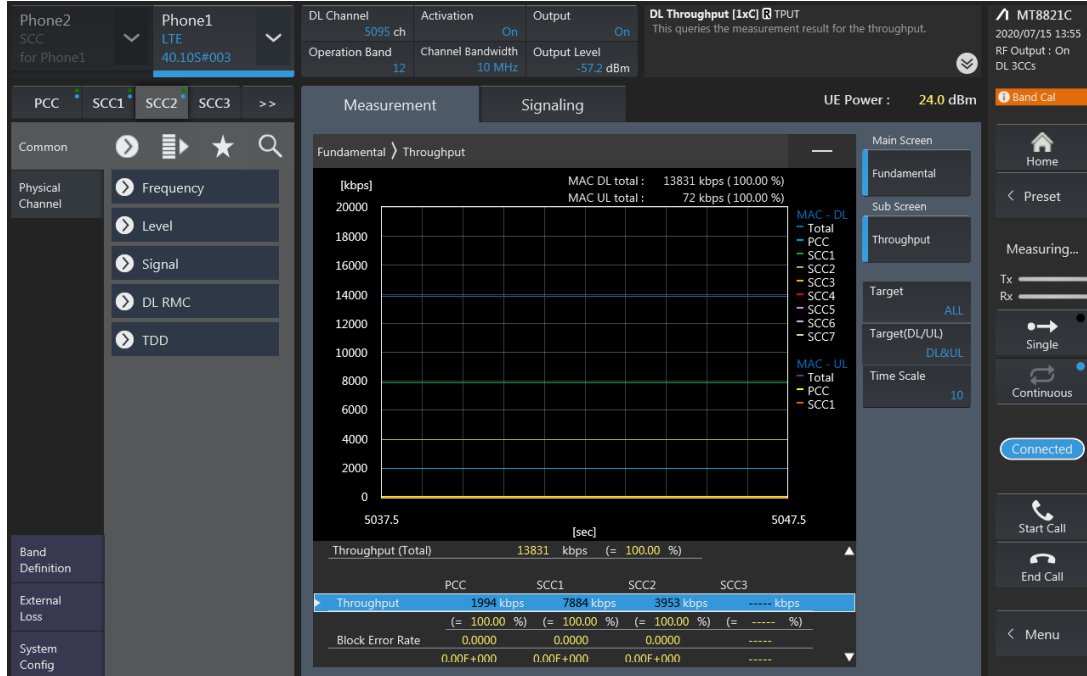 Phone2
SCC
for Phone1
Phone1
LTE
40.10S#003
DL Channel
5095 ch
Activation
On
Output
On
Operation Band
12
Channel Bandwidth
10 MHz
Output Level
-57.2 dBm
DL Throughput [1xC] R TPUT
This queries the measurement result for the throughput.
MT8821C
2020/07/15 13:55
RF Output : On
DL 3CCs
PCC
SCC1
SCC2
SCC3
>>
Measurement
Signaling
UE Power : 24.0 dBm
Band Cal
Common
Physical
Channel
Frequency
Level
Signal
DL RMC
TDD
Band
Definition
External
Loss
System
Config
Fundamental > Throughput
[kbps]
MAC DL total : 13831 kbps ( 100.00 %)
MAC UL total : 72 kbps ( 100.00 %)
20000
18000
16000
14000
12000
10000
8000
6000
4000
2000
0
5037.5
5047.5
[sec]
MAC - DL
Total
PCC
SCC1
SCC2
SCC3
SCC4
SCC5
SCC6
SCC7
MAC - UL
Total
PCC
SCC1
Throughput (Total) 13831 kbps (= 100.00 %)
PCC SCC1 SCC2 SCC3
Throughput 1994 kbps 7884 kbps 3953 kbps ----- kbps
(= 100.00 %) (= 100.00 %) (= 100.00 %) (= ----- %)
Block Error Rate 0.0000 0.0000 0.0000 -----
0.00E+000 0.00E+000 0.00E+000 -----
Main Screen
Fundamental
Sub Screen
Throughput
Target
ALL
Target(DL/UL)
DL&UL
Time Scale
10
Home
< Preset
Measuring...
Tx
Rx
Single
Continuous
Connected
Start Call
End Call
< Menu